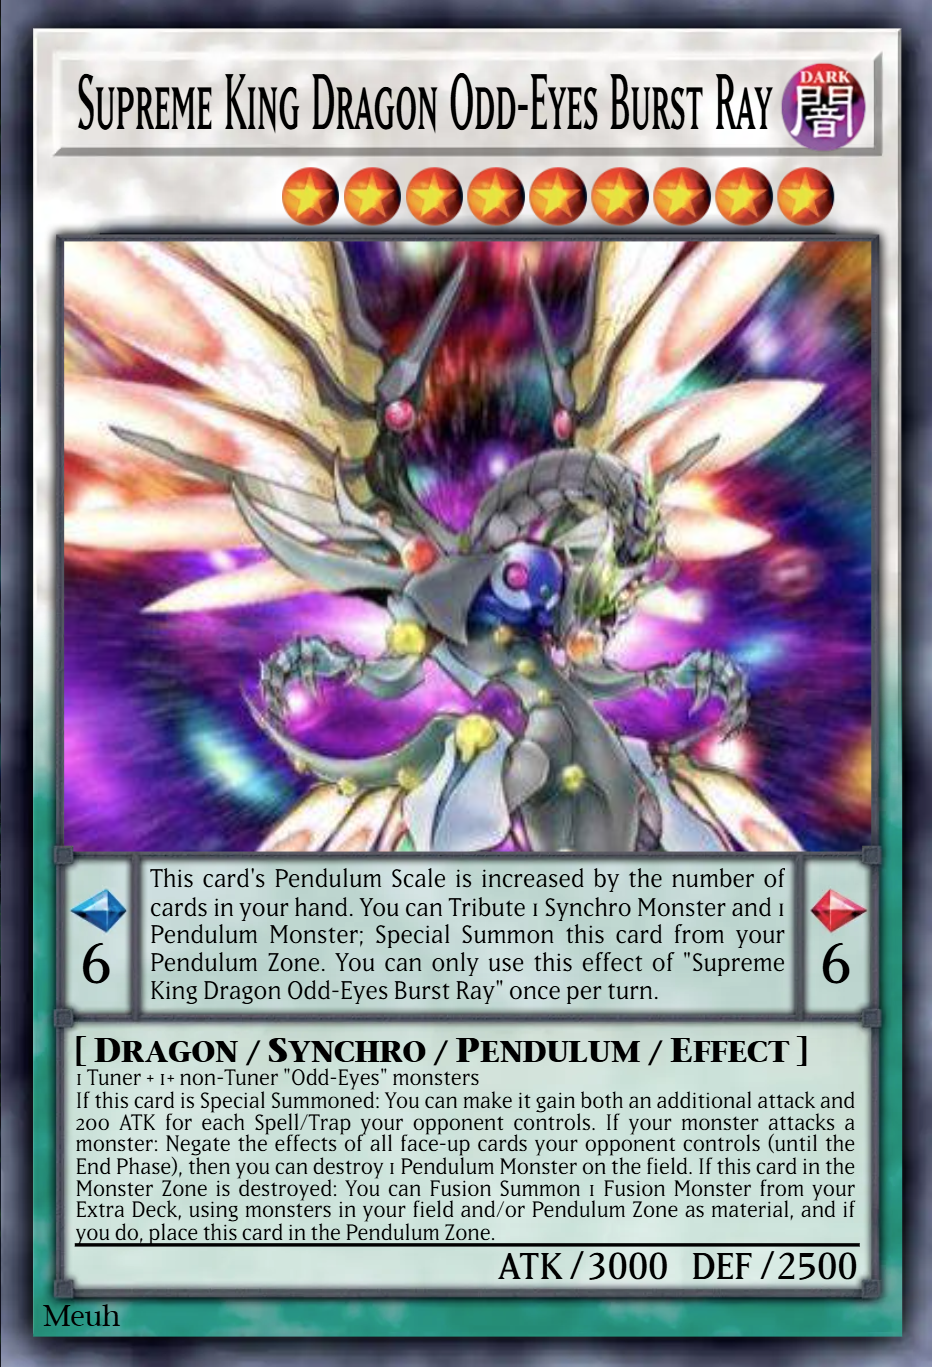 Supreme King Dragon Odd-Eyes Burst Ray
DARK
闇
This card's Pendulum Scale is increased by the number of
cards in your hand. You can Tribute 1 Synchro Monster and 1
Pendulum Monster; Special Summon this card from your
Pendulum Zone. You can only use this effect of "Supreme
King Dragon Odd-Eyes Burst Ray" once per turn.
6
6
[ Dragon / Synchro / Pendulum / Effect ]
1 Tuner + 1+ non-Tuner "Odd-Eyes" monsters
If this card is Special Summoned: You can make it gain both an additional attack and
200 ATK for each Spell/Trap your opponent controls. If your monster attacks a
monster: Negate the effects of all face-up cards your opponent controls (until the
End Phase), then you can destroy 1 Pendulum Monster on the field. If this card in the
Monster Zone is destroyed: You can Fusion Summon 1 Fusion Monster from your
Extra Deck, using monsters in your field and/or Pendulum Zone as material, and if
you do, place this card in the Pendulum Zone.
ATK/3000 DEF/2500
Meuh